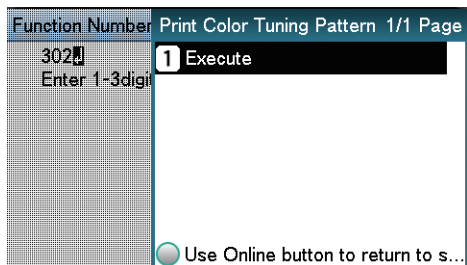 Function Number
302
Enter 1-3digi
Print Color Tuning Pattern 1/1 Page
1 Execute
Use Online button to return to s...